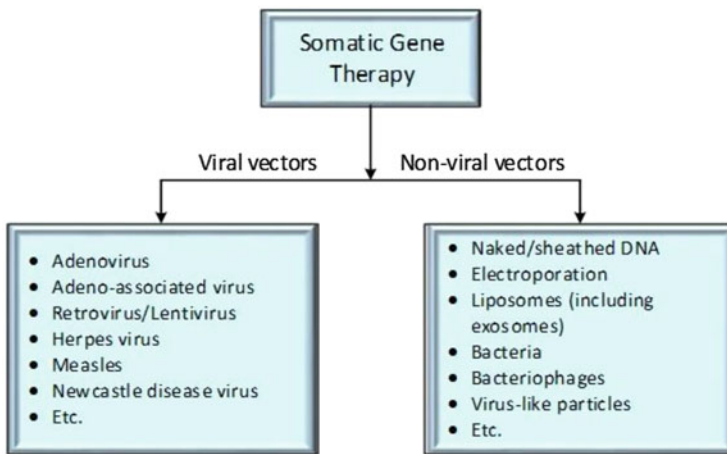 Somatic Gene
Therapy
Viral vectors
Non-viral vectors
• Adenovirus
• Adeno-associated virus
• Retrovirus/Lentivirus
• Herpes virus
• Measles
• Newcastle disease virus
• Etc.
• Naked/sheathed DNA
• Electroporation
• Liposomes (including
exosomes)
• Bacteria
• Bacteriophages
• Virus-like particles
• Etc.